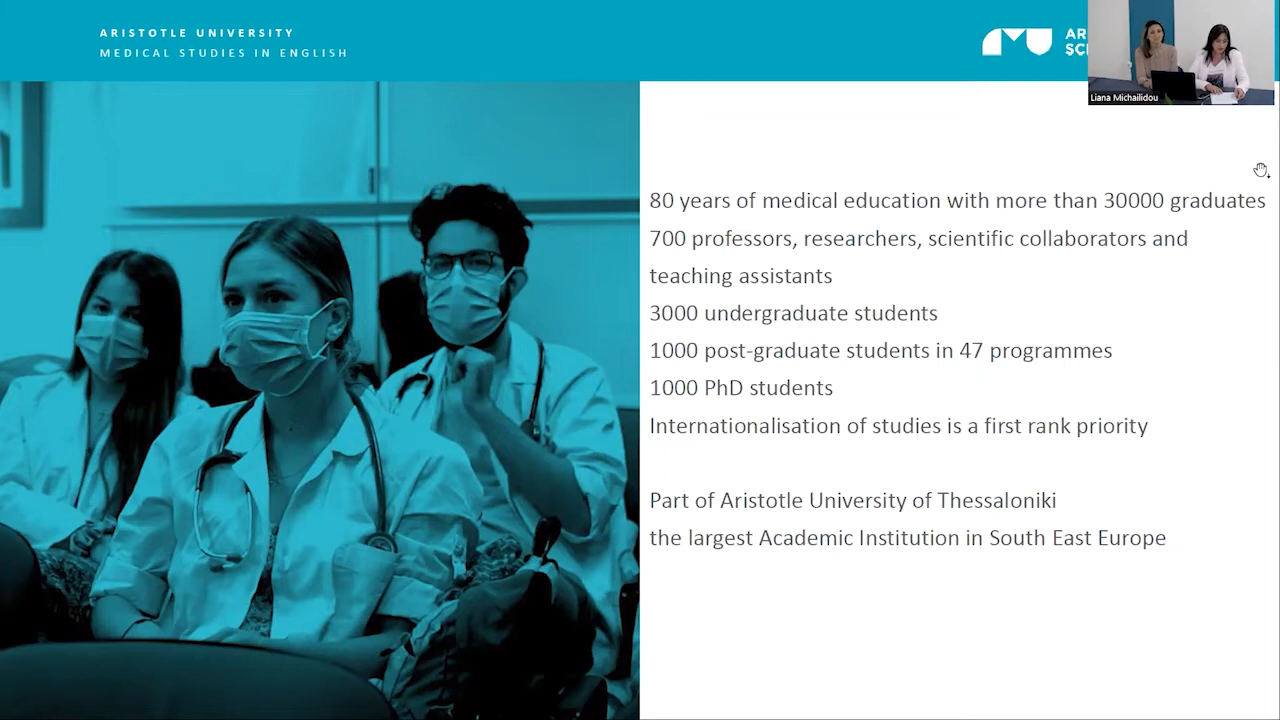 ARISTOTLE UNIVERSITY
MEDICAL STUDIES IN ENGLISH
Liana Michailidou
80 years of medical education with more than 30000 graduates
700 professors, researchers, scientific collaborators and
teaching assistants
3000 undergraduate students
1000 post-graduate students in 47 programmes
1000 PhD students
Internationalisation of studies is a first rank priority
Part of Aristotle University of Thessaloniki
the largest Academic Institution in South East Europe